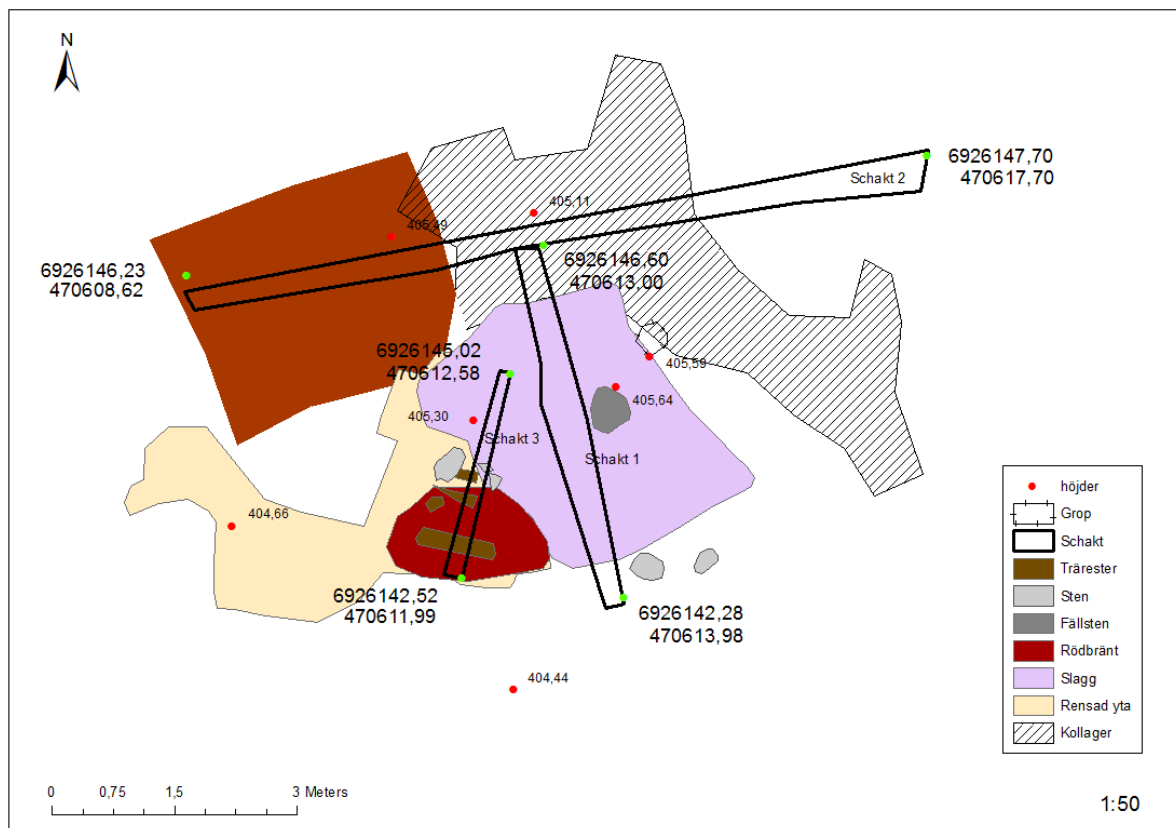 N
Schakt 2
6926147,70
470617,70
405,11
405,49
6926146,23
470608,62
6926146,60
470613,00
6926145,02
470612,58
405,59
405,64
405,30
Schakt 3
Schakt 1
404,66
6926142,52
470611,99
6926142,28
470613,98
404,44
höjder
Grop
Schakt
Trärester
Sten
Fällsten
Rödbränt
Slagg
Rensad yta
Kollager
0 0,75 1,5 3 Meters
1:50